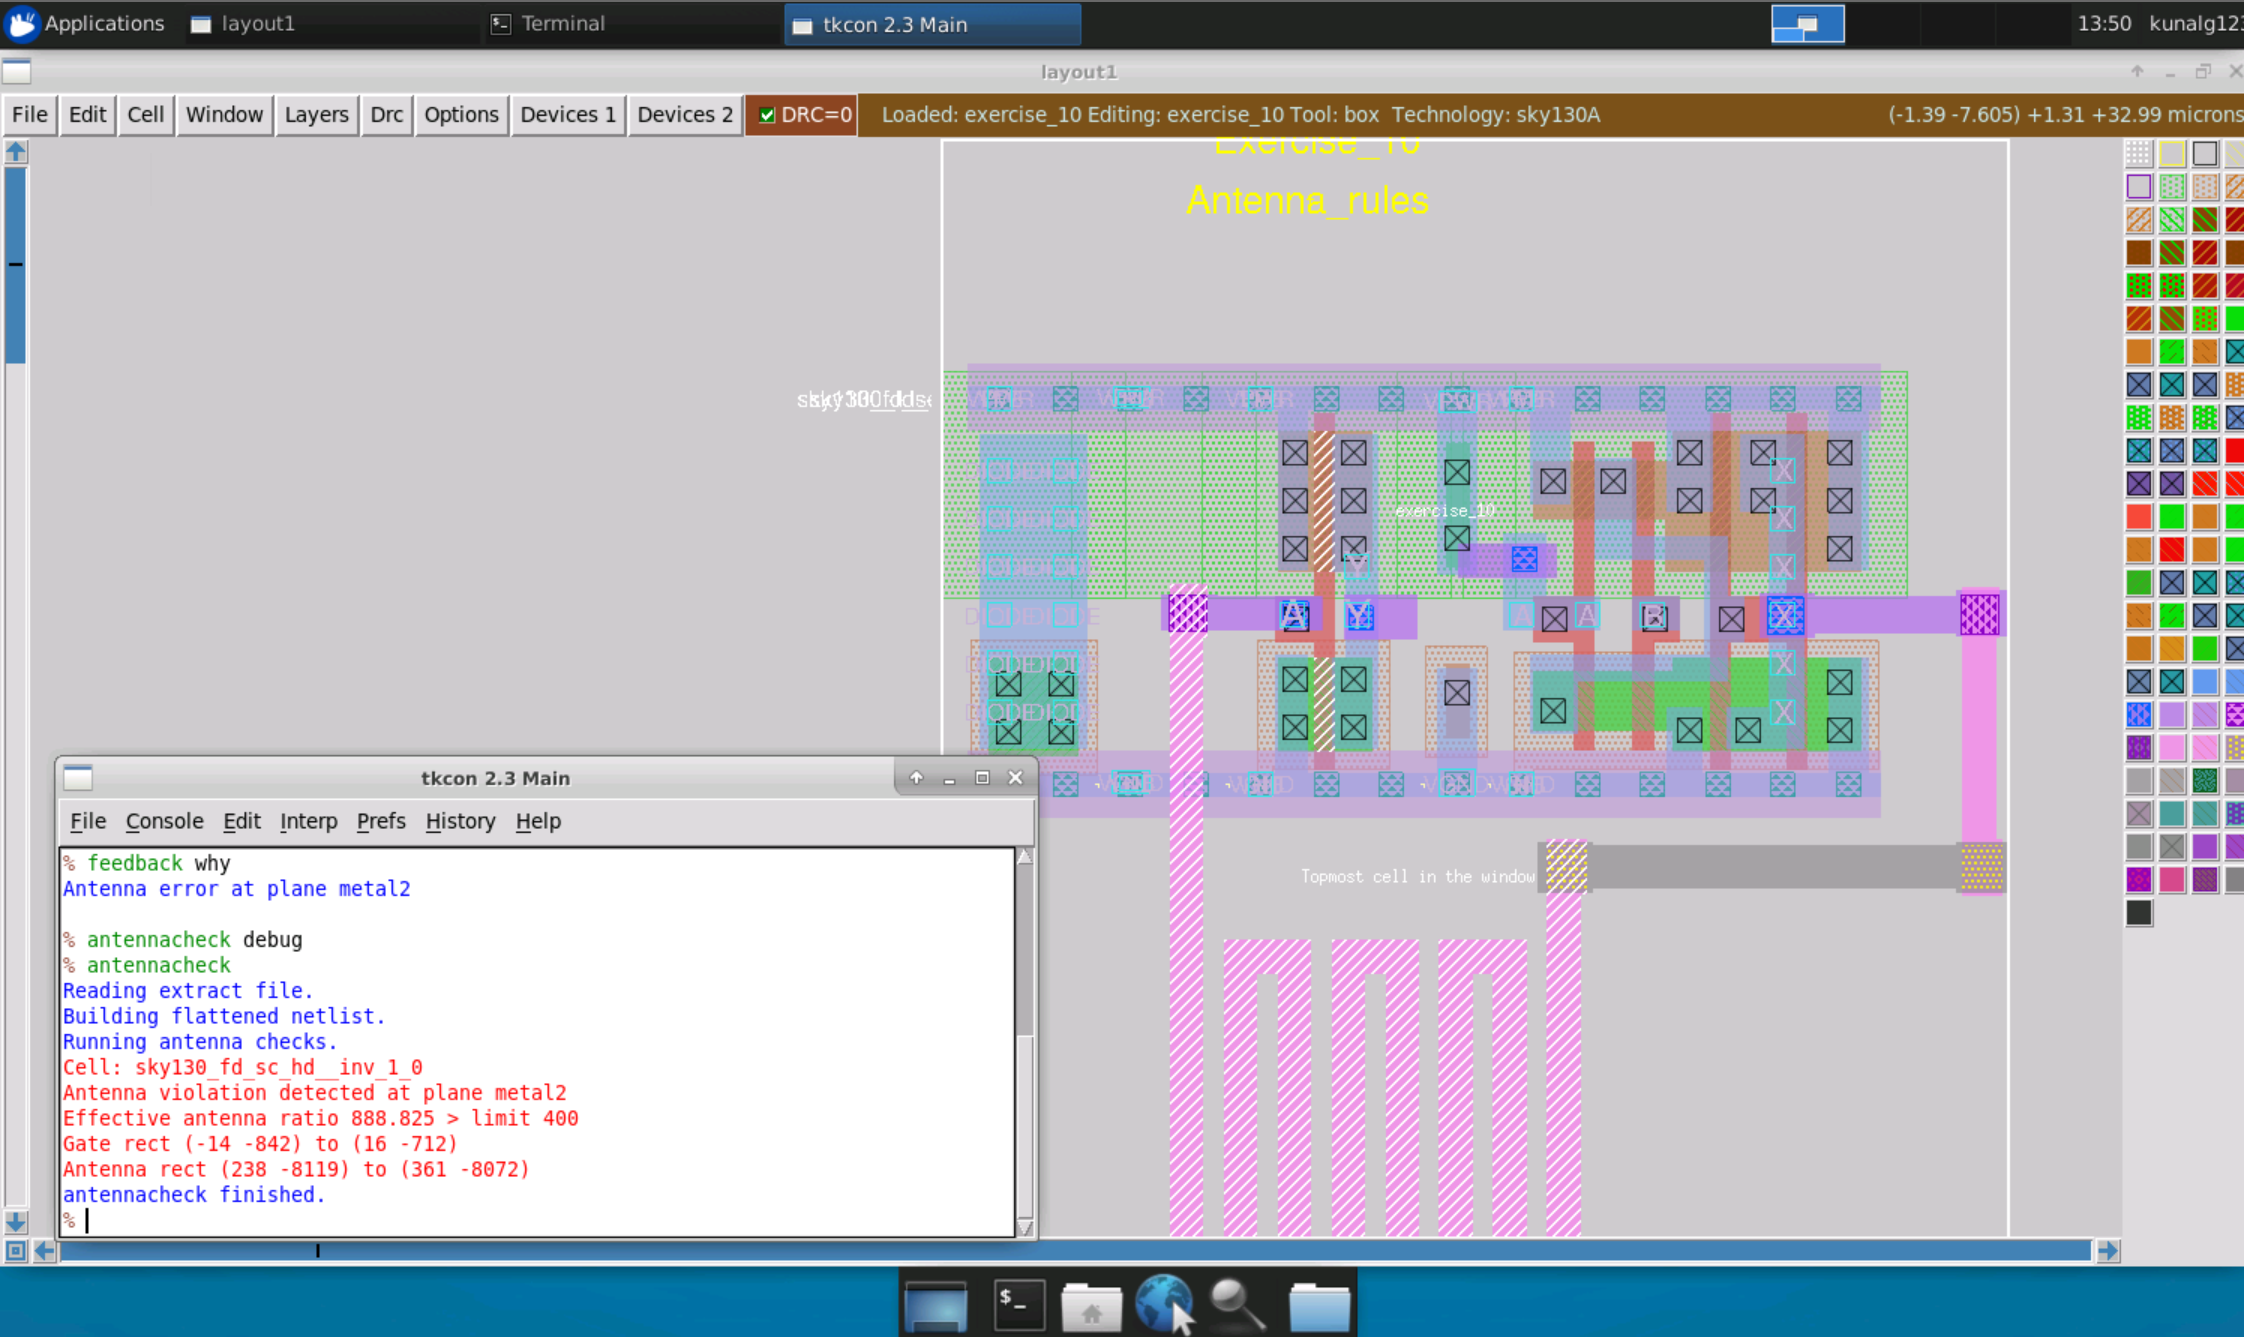 Applications layout1 Terminal tkcon 2.3 Main 13:50
layout1
File Edit Cell Window Layers Drc Options Devices 1 Devices 2 DRC=0 Loaded: exercise_10 Editing: exercise_10 Tool: box Technology: sky130A (-1.39 -7.605) +1.31 +32.99 microns
Exercise_10
Antenna_rules
exercise_10
A Y A A B X
X
X
X
X
X
Y
Topmost cell in the window
tkcon 2.3 Main
File Console Edit Interp Prefs History Help
% feedback why
Antenna error at plane metal2
% antennacheck debug
% antennacheck
Reading extract file.
Building flattened netlist.
Running antenna checks.
Cell: sky130_fd_sc_hd__inv_1_0
Antenna violation detected at plane metal2
Effective antenna ratio 888.825 > limit 400
Gate rect (-14 -842) to (16 -712)
Antenna rect (238 -8119) to (361 -8072)
antennacheck finished.
%
$_